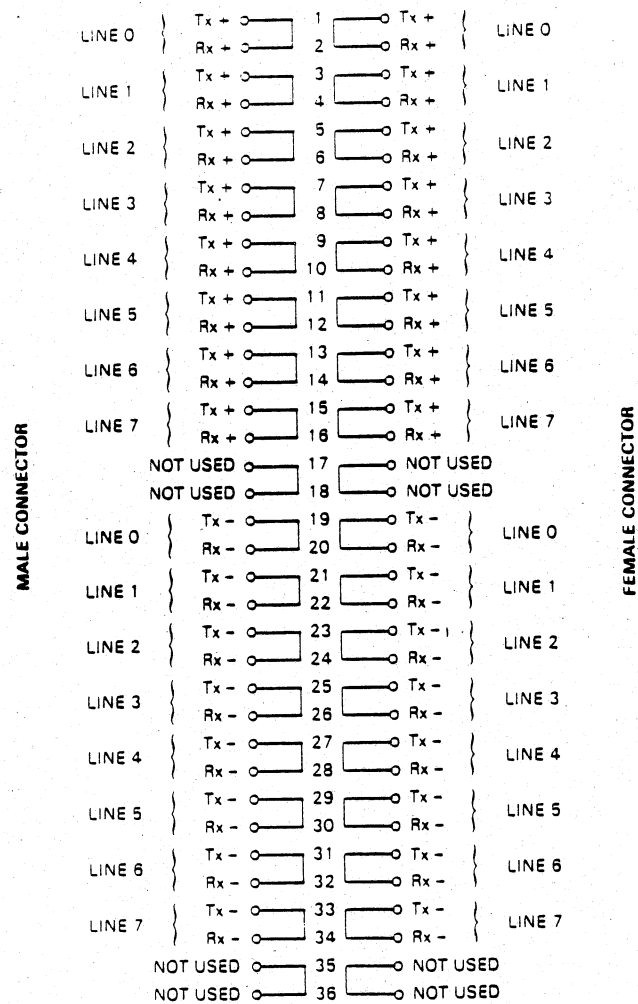 MALE CONNECTOR
FEMALE CONNECTOR
LINE 0 Tx + 1 Tx + LINE 0
Rx + 2 Rx +
LINE 1 Tx + 3 Tx + LINE 1
Rx + 4 Rx +
LINE 2 Tx + 5 Tx + LINE 2
Rx + 6 Rx +
LINE 3 Tx + 7 Tx + LINE 3
Rx + 8 Rx +
LINE 4 Tx + 9 Tx + LINE 4
Rx + 10 Rx +
LINE 5 Tx + 11 Tx + LINE 5
Rx + 12 Rx +
LINE 6 Tx + 13 Tx + LINE 6
Rx + 14 Rx +
LINE 7 Tx + 15 Tx + LINE 7
Rx + 16 Rx +
NOT USED 17 NOT USED
NOT USED 18 NOT USED
LINE 0 Tx - 19 Tx - LINE 0
Rx - 20 Rx -
LINE 1 Tx - 21 Tx - LINE 1
Rx - 22 Rx -
LINE 2 Tx - 23 Tx - LINE 2
Rx - 24 Rx -
LINE 3 Tx - 25 Tx - LINE 3
Rx - 26 Rx -
LINE 4 Tx - 27 Tx - LINE 4
Rx - 28 Rx -
LINE 5 Tx - 29 Tx - LINE 5
Rx - 30 Rx -
LINE 6 Tx - 31 Tx - LINE 6
Rx - 32 Rx -
LINE 7 Tx - 33 Tx - LINE 7
Rx - 34 Rx -
NOT USED 35 NOT USED
NOT USED 36 NOT USED